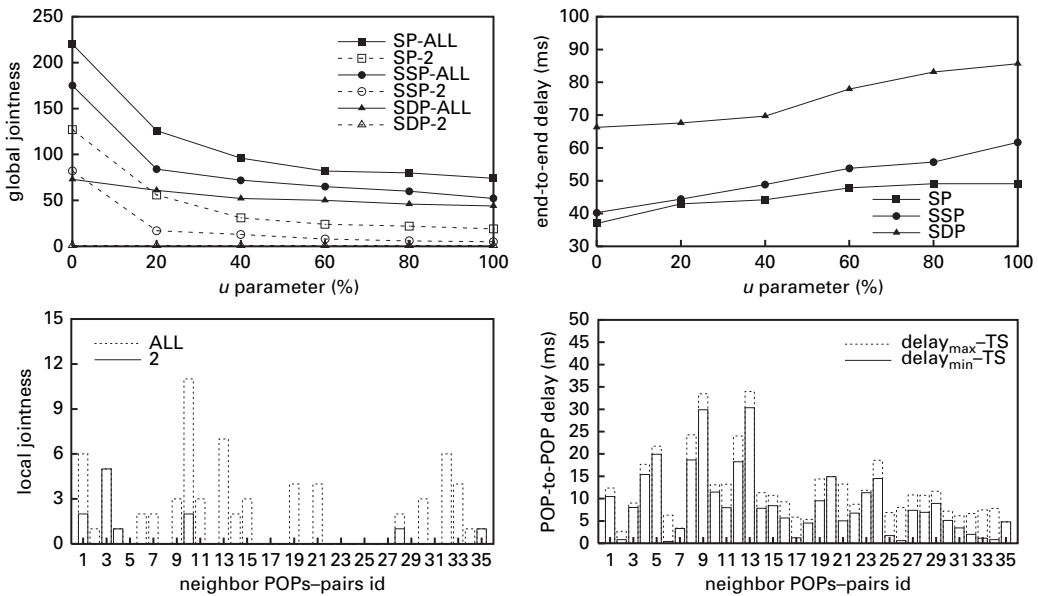 250
200
150
100
50
0
global jointness
SP-ALL
SP-2
SSP-ALL
SSP-2
SDP-ALL
SDP-2
0 20 40 60 80 100
u parameter (%)
100
90
80
70
60
50
40
30
end-to-end delay (ms)
SP
SSP
SDP
0 20 40 60 80 100
u parameter (%)
15
12
9
6
3
0
local jointness
ALL
2
1 3 5 7 9 11 13 15 17 19 21 23 25 27 29 31 33 35
neighbor POPs–pairs id
50
45
40
35
30
25
20
15
10
5
0
POP-to-POP delay (ms)
delaymax–TS
delaymin–TS
1 3 5 7 9 11 13 15 17 19 21 23 25 27 29 31 33 35
neighbor POPs–pairs id